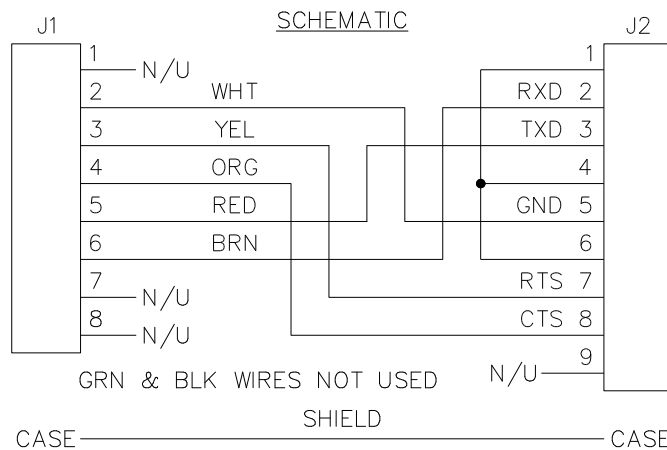 SCHEMATIC
J1 J2
1 N/U 1
2 WHT RXD 2
3 YEL TXD 3
4 ORG 4
5 RED GND 5
6 BRN 6
7 N/U RTS 7
8 N/U CTS 8
N/U 9
GRN & BLK WIRES NOT USED
SHIELD
CASE CASE